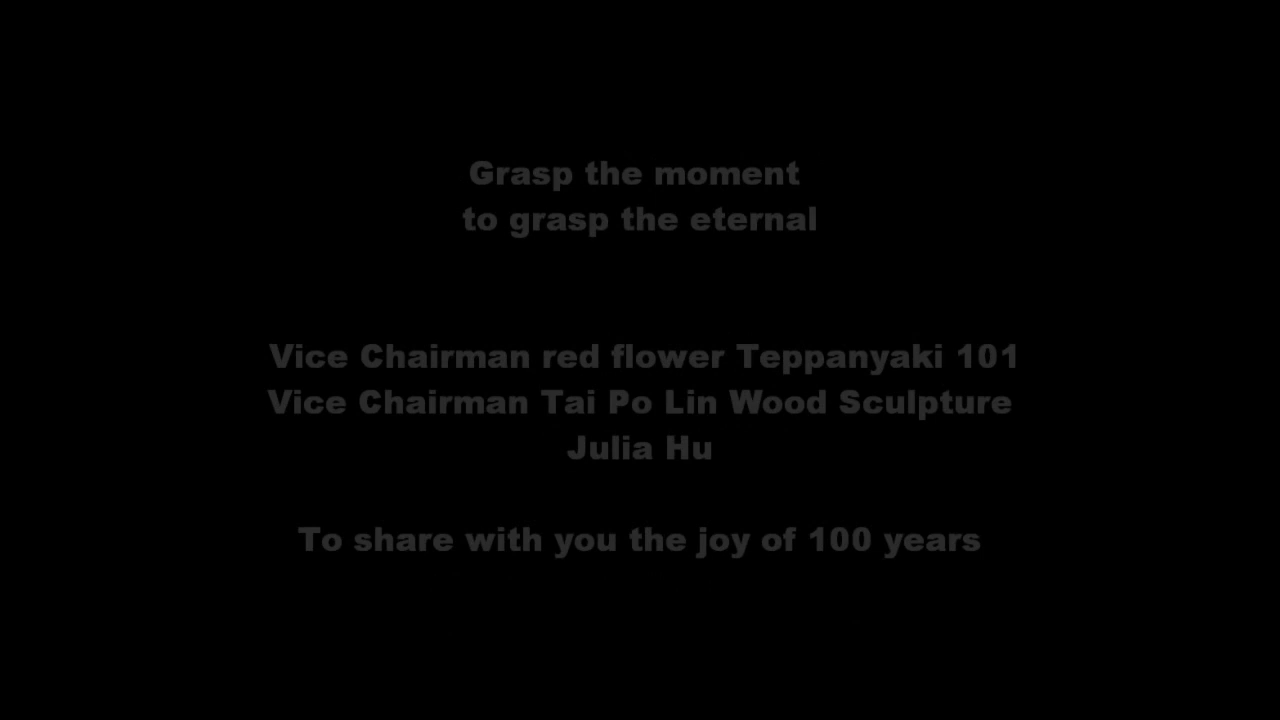 Grasp the moment
to grasp the eternal
Vice Chairman red flower Teppanyaki 101
Vice Chairman Tai Po Lin Wood Sculpture
Julia Hu
To share with you the joy of 100 years